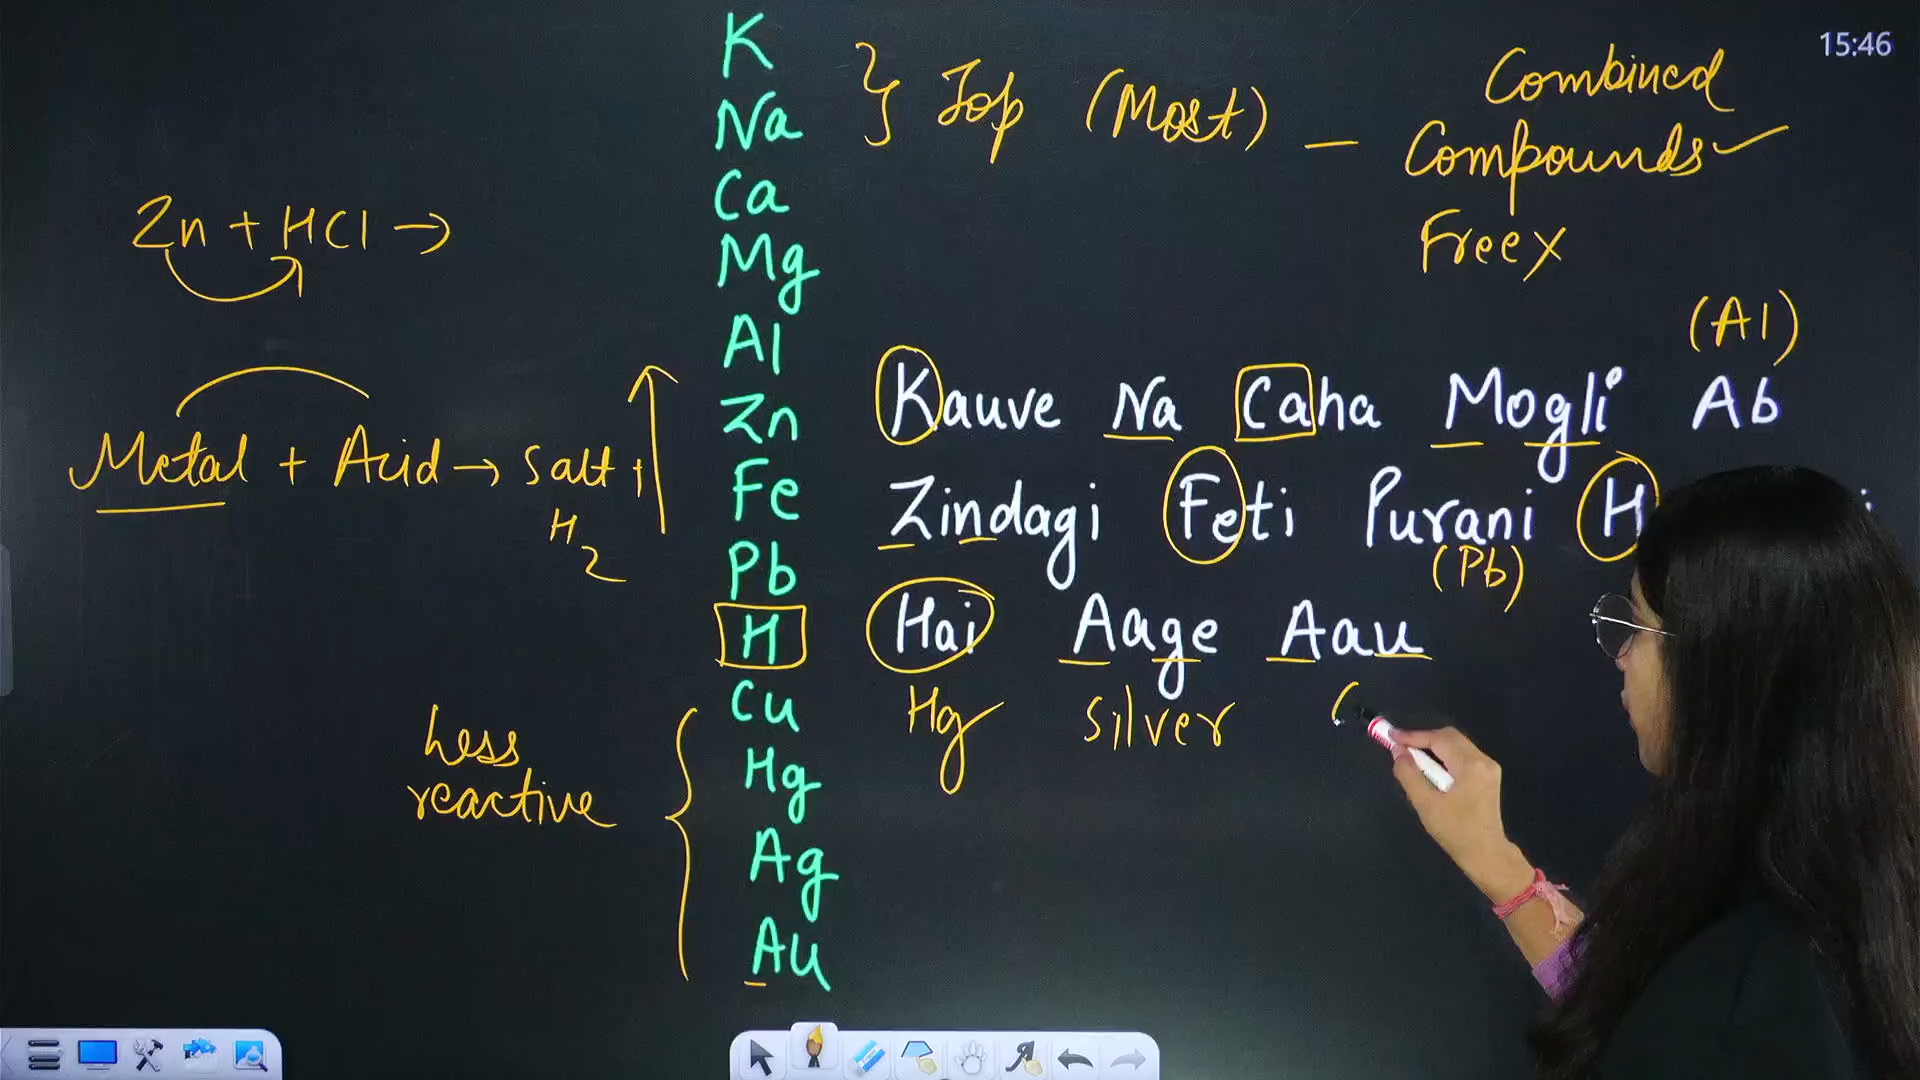 15:46
K
Na
Ca
Mg
Al
Zn
Fe
Pb
H
Cu
Hg
Ag
Au
} Top (Most) — Combined
Compounds ✓
Free x
Zn + HCl →
Metal + Acid → Salt +
H2
Less
reactive
(Al)
Kauve Na Caha Mogli Ab
Zindagi Feti Purani H
(Pb)
Hai Aage Aau
Hg Silver